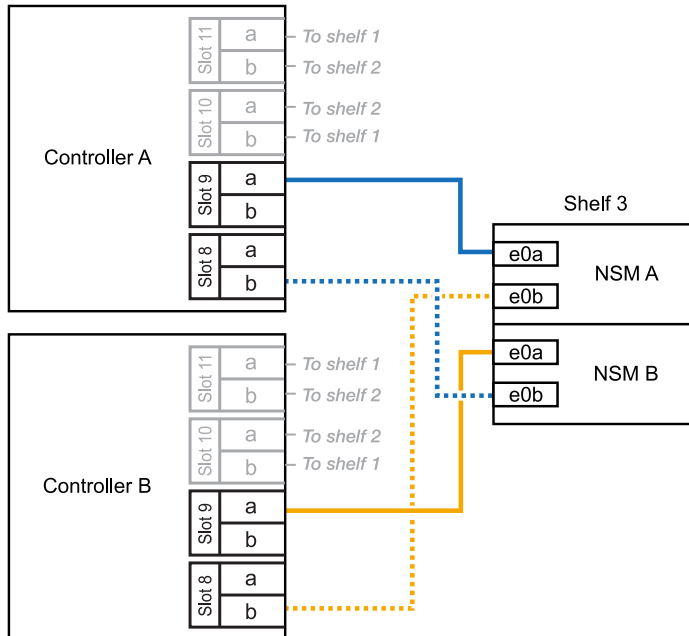 Controller A
Slot 11
a
To shelf 1
b
To shelf 2
Slot 10
a
To shelf 2
b
To shelf 1
Slot 9
a
b
Slot 8
a
b
Shelf 3
e0a
NSM A
e0b
e0a
NSM B
e0b
Controller B
Slot 11
a
To shelf 1
b
To shelf 2
Slot 10
a
To shelf 2
b
To shelf 1
Slot 9
a
b
Slot 8
a
b